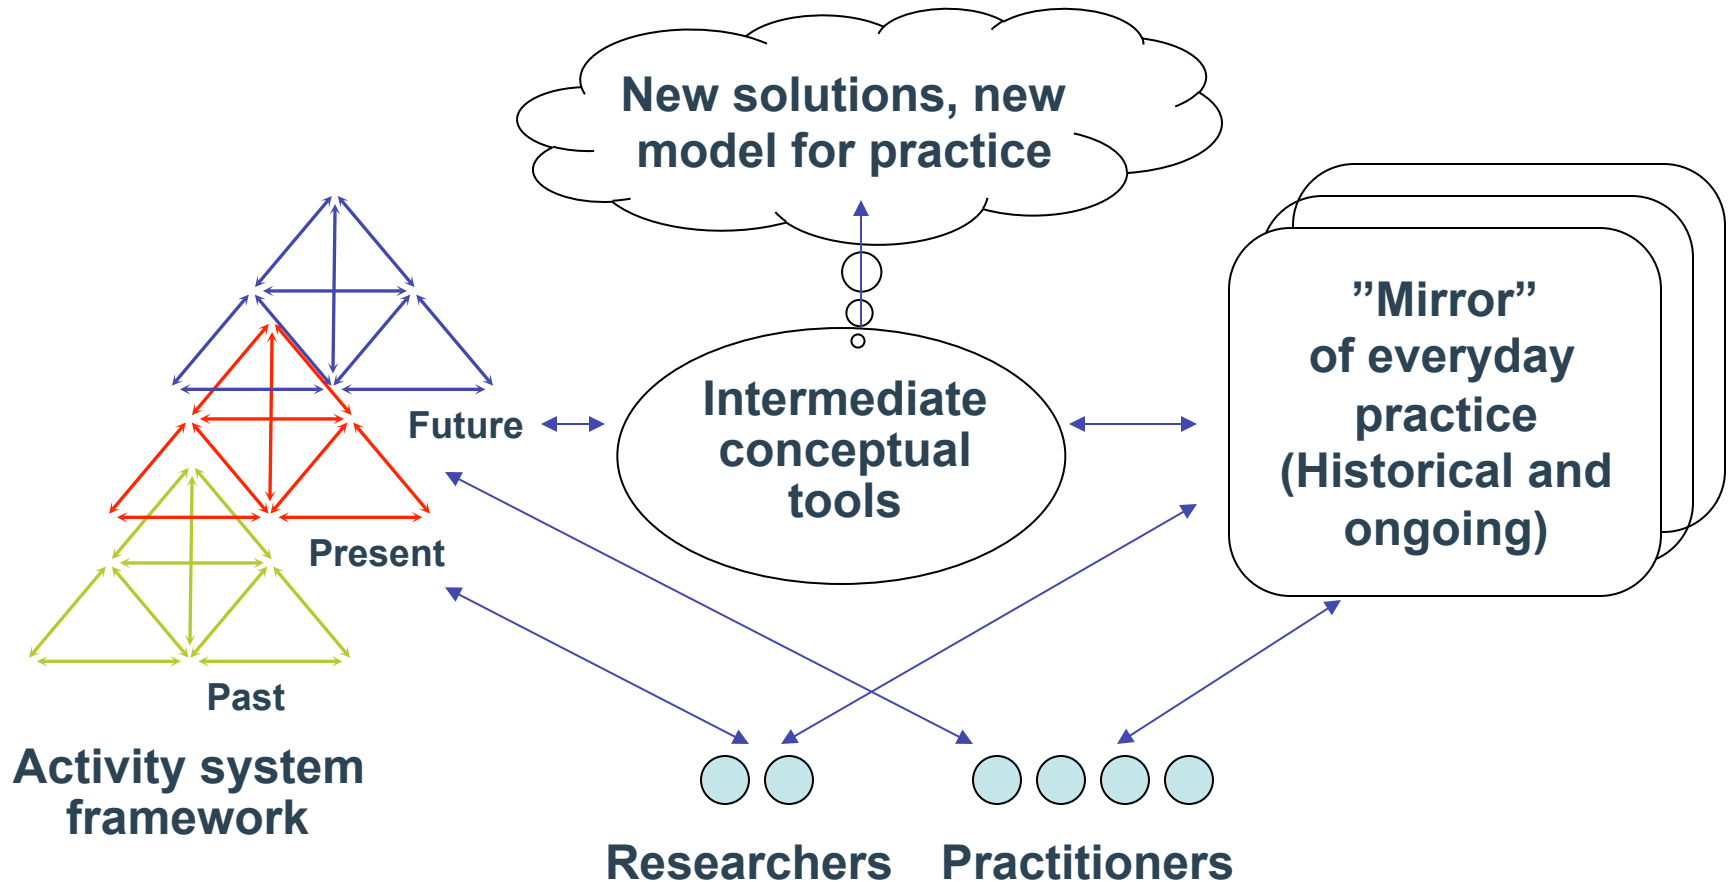 New solutions, new
model for practice
”Mirror”
of everyday
practice
(Historical and
ongoing)
Intermediate
conceptual
tools
Future
Present
Past
Activity system
framework
Researchers
Practitioners